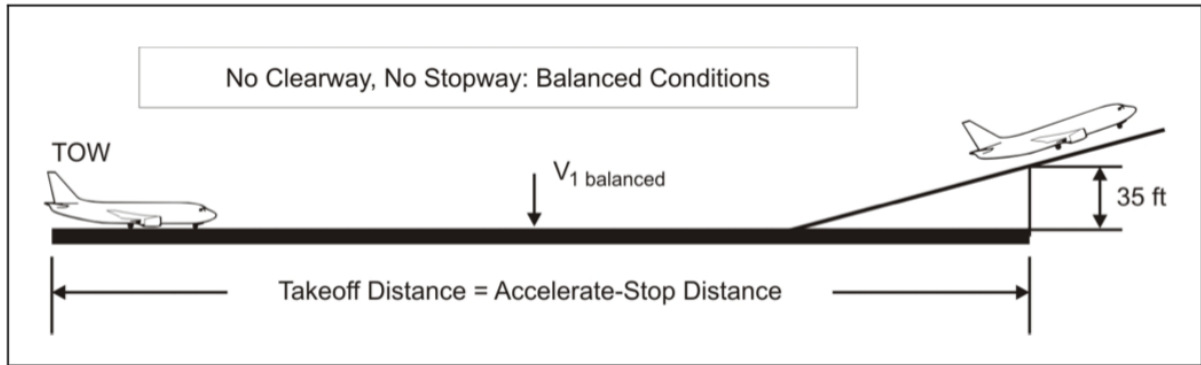 No Clearway, No Stopway: Balanced Conditions
TOW
V1 balanced
35 ft
Takeoff Distance = Accelerate-Stop Distance